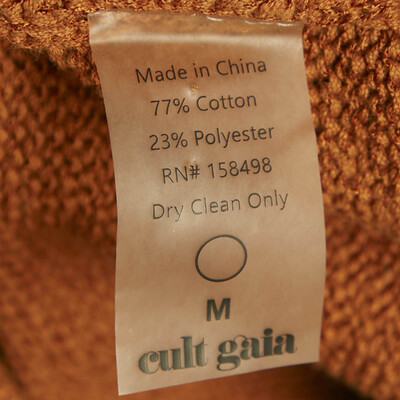 Made in China
77% Cotton
23% Polyester
RN# 158498
Dry Clean Only
M
cult gaia